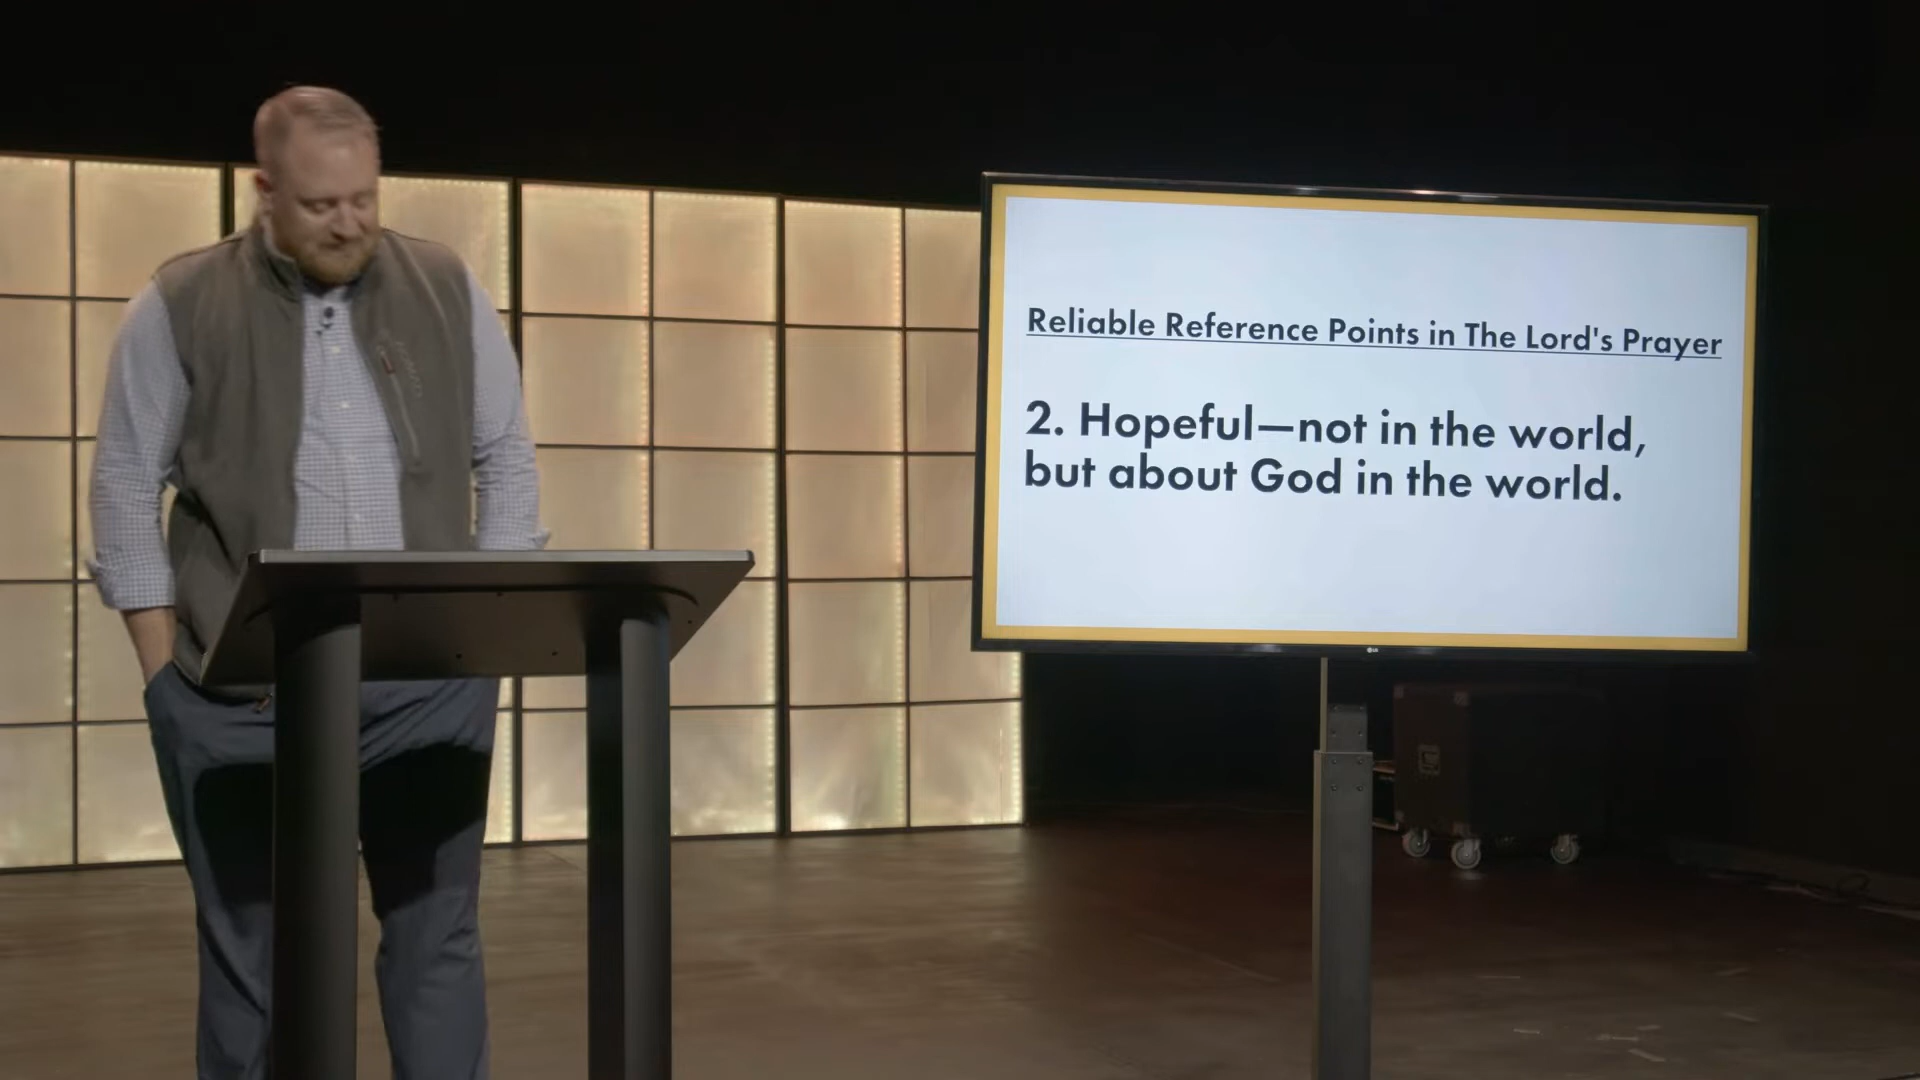 Reliable Reference Points in The Lord's Prayer
2. Hopeful—not in the world,
but about God in the world.
LG